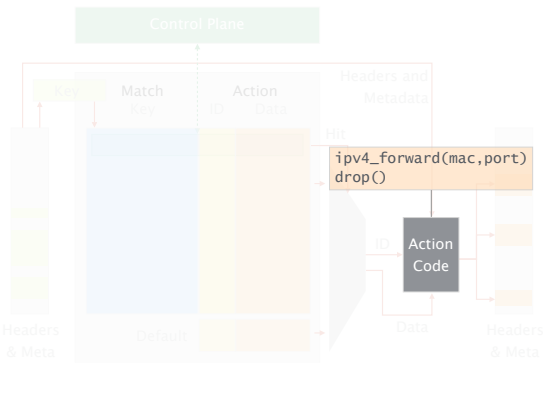 Control Plane
Key
Match
Key
Action
ID
Data
Headers and
Metadata
Hit
ipv4_forward(mac,port)
drop()
ID
Action
Code
Data
Default
Headers
& Meta
Headers
& Meta